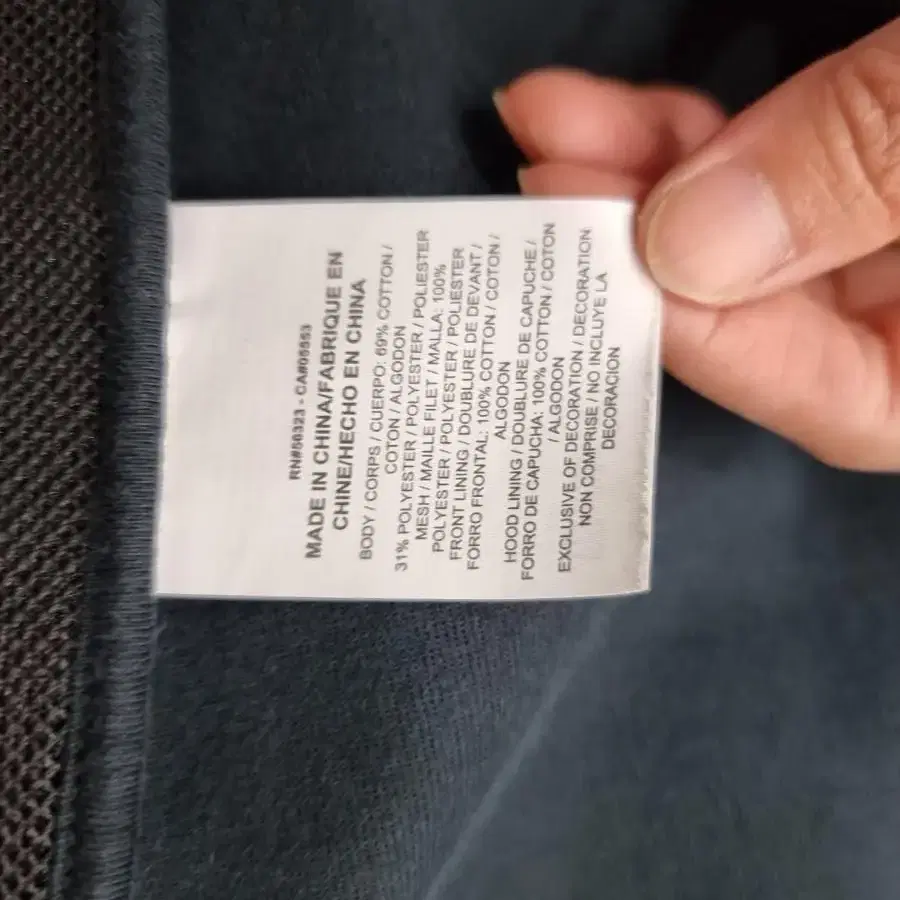 RN#56323 - CA#05553
MADE IN CHINA/FABRIQUE EN
CHINE/HECHO EN CHINA
BODY / CORPS / CUERPO: 69% COTTON /
COTON / ALGODON
31% POLYESTER / POLYESTER / POLIESTER
MESH / MAILLE FILET / MALLA: 100%
POLYESTER / POLYESTER / POLIESTER
FRONT LINING / DOUBLURE DE DEVANT /
FORRO FRONTAL: 100% COTTON / COTON /
ALGODON
HOOD LINING / DOUBLURE DE CAPUCHE /
FORRO DE CAPUCHA: 100% COTTON / COTON
/ ALGODON
EXCLUSIVE OF DECORATION / DECORATION
NON COMPRISE / NO INCLUYE LA
DECORACION